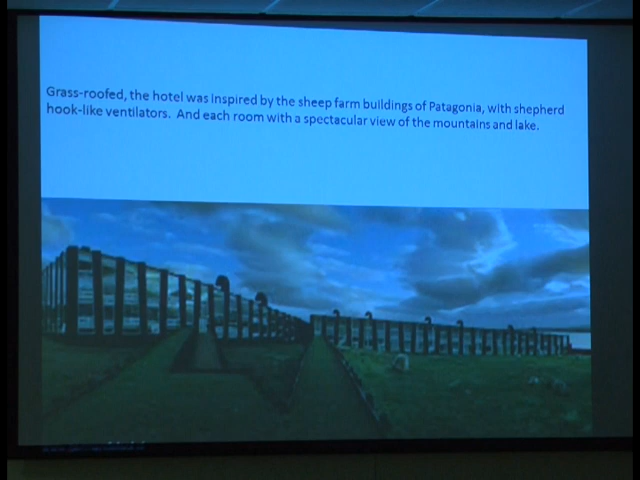 Grass-roofed, the hotel was inspired by the sheep farm buildings of Patagonia, with shepherd
hook-like ventilators.  And each room with a spectacular view of the mountains and lake.